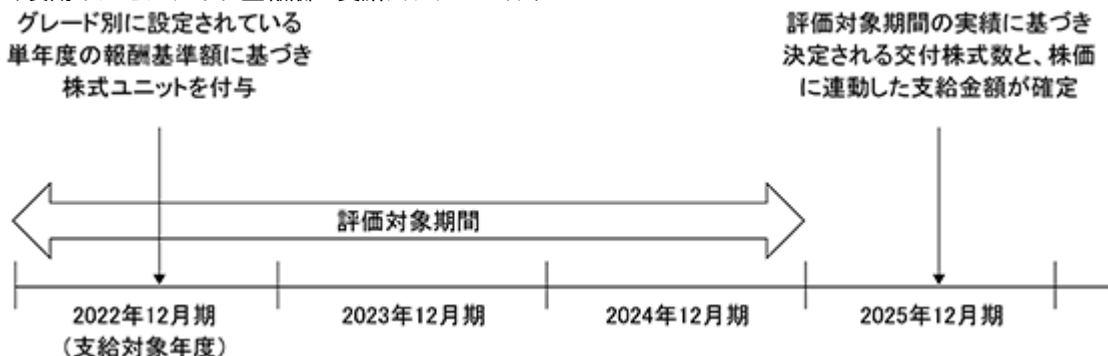 グレード別に設定されている
単年度の報酬基準額に基づき
株式ユニットを付与
評価対象期間の実績に基づき
決定される交付株式数と、株価
に連動した支給金額が確定
評価対象期間
2022年12月期
(支給対象年度)
2023年12月期
2024年12月期
2025年12月期